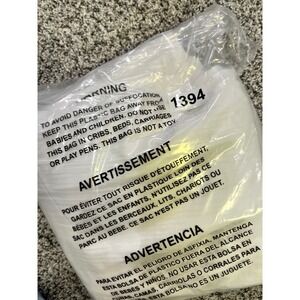 WARNING
TO AVOID DANGER OF SUFFOCATION,
KEEP THIS PLASTIC BAG AWAY FROM
BABIES AND CHILDREN. DO NOT USE
THIS BAG IN CRIBS, BEDS, CARRIAGES
OR PLAY PENS. THIS BAG IS NOT A TOY.
1394
AVERTISSEMENT
POUR ÉVITER TOUT RISQUE D'ÉTOUFFEMENT,
GARDEZ CE SAC EN PLASTIQUE LOIN DES
BÉBÉS ET LES ENFANTS. N'UTILISEZ PAS CE
SAC DANS LES BERCEAUX, LITS, CHARIOTS OU
PARC AU BEBE. CE SAC N'EST PAS UN JOUET.
ADVERTENCIA
PARA EVITAR EL PELIGRO DE ASFIXIA, MANTENGA
ESTA BOLSA DE PLASTICO FUERA DEL ALCANCE
DE BEBES Y NIÑOS. NO USAR ESTA BOLSA EN
CAMAS, CARRIOLAS O CORRALES PARA
ESTA BOLSA NO ES UN JUGUETE.